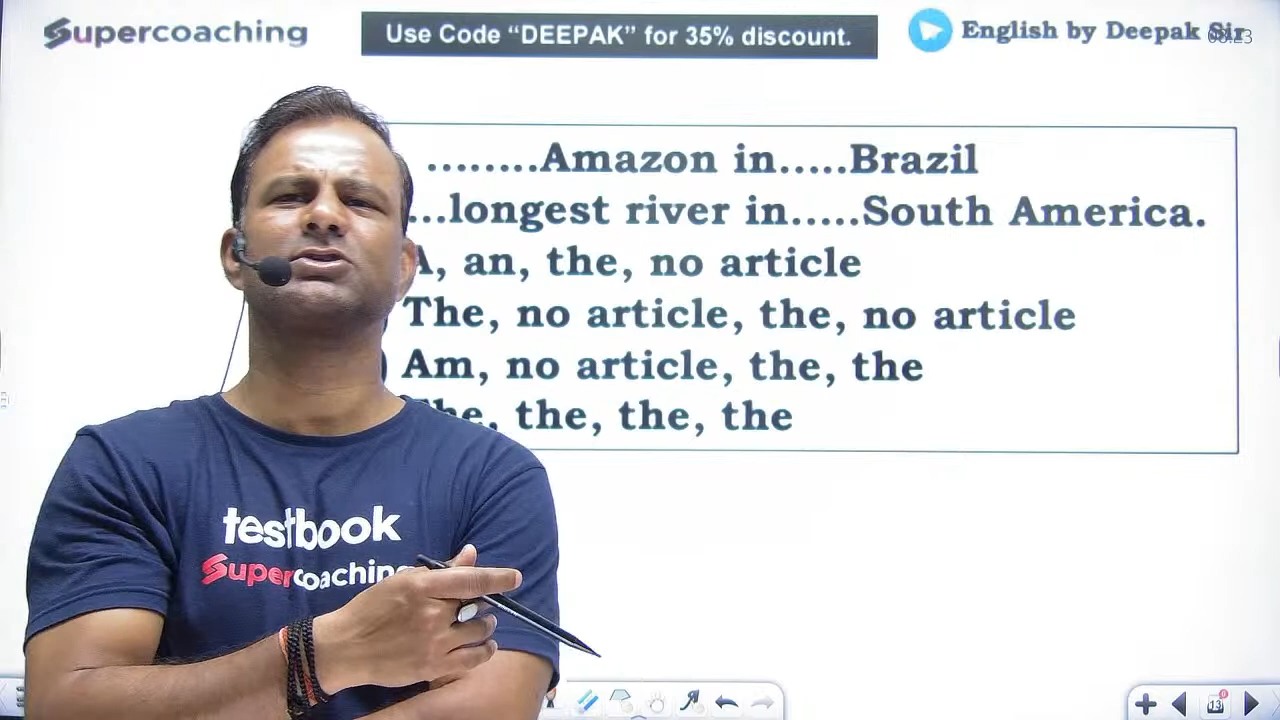 Supercoaching
Use Code “DEEPAK” for 35% discount.
English by Deepak Sir
........Amazon in.....Brazil
...longest river in.....South America.
A, an, the, no article
The, no article, the, no article
) Am, no article, the, the
The, the, the, the
testbook
Supercoaching
13